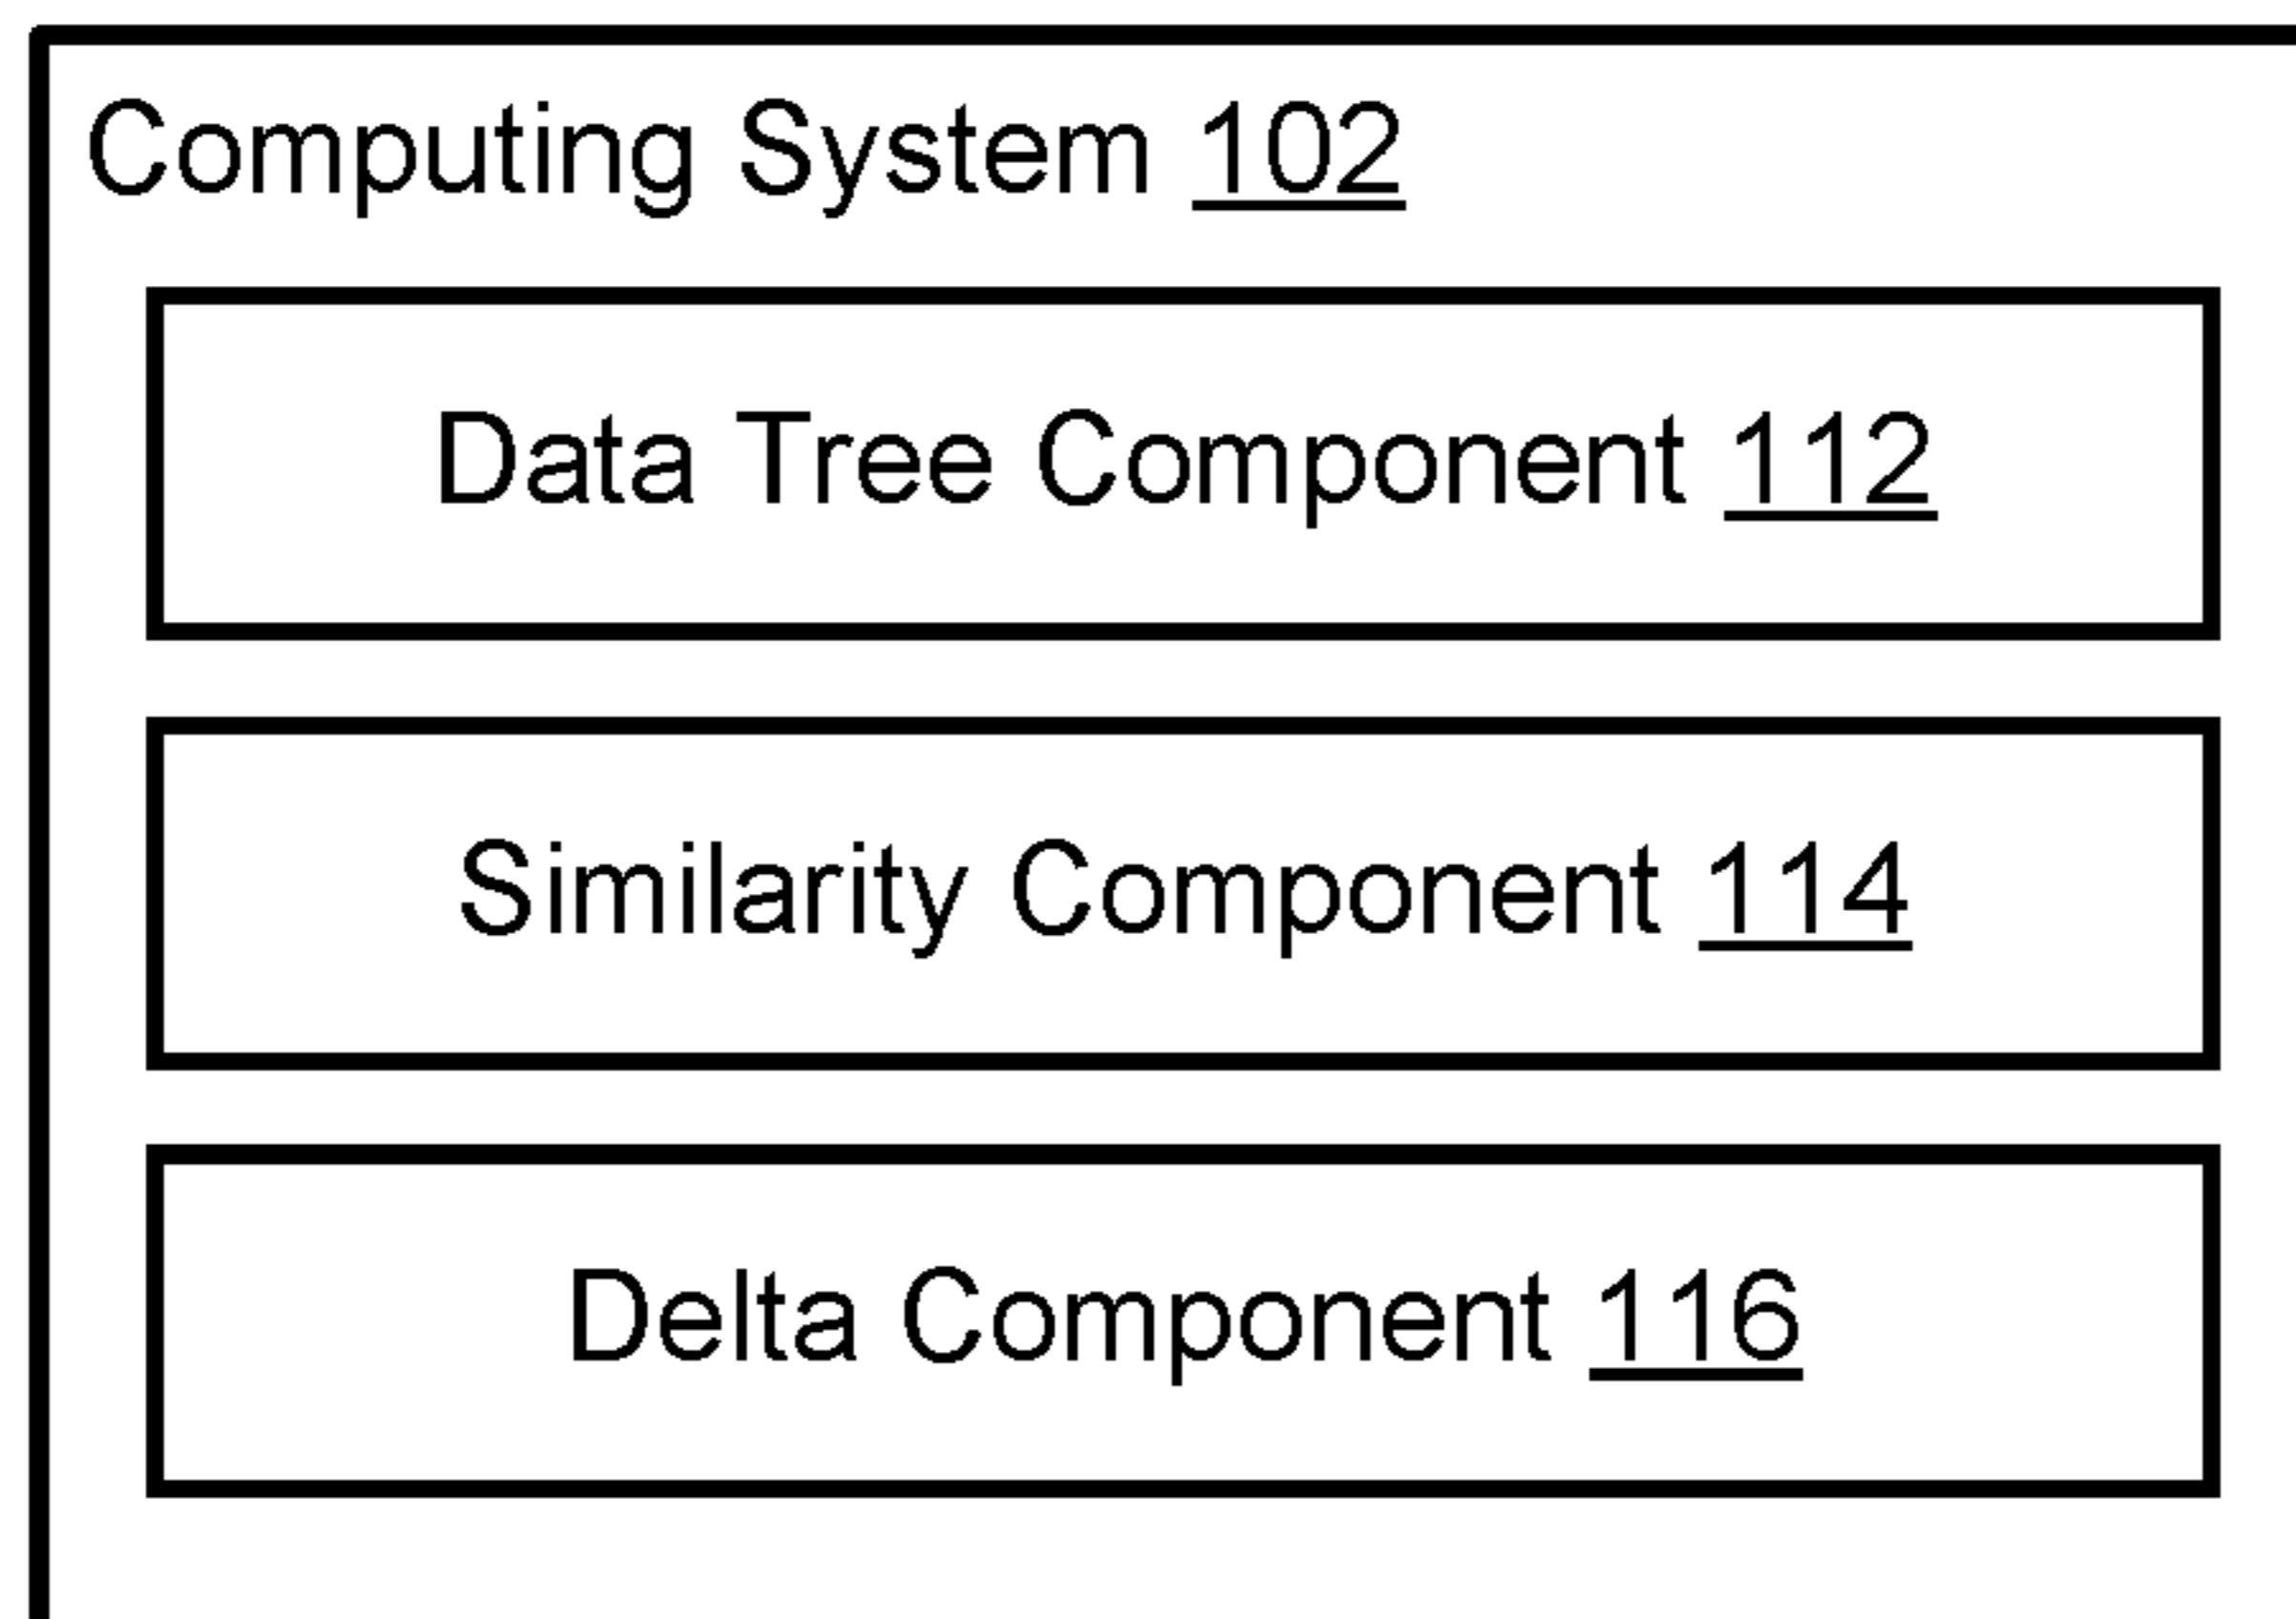 Computing System 102
Data Tree Component 112
Similarity Component 114
Delta Component 116